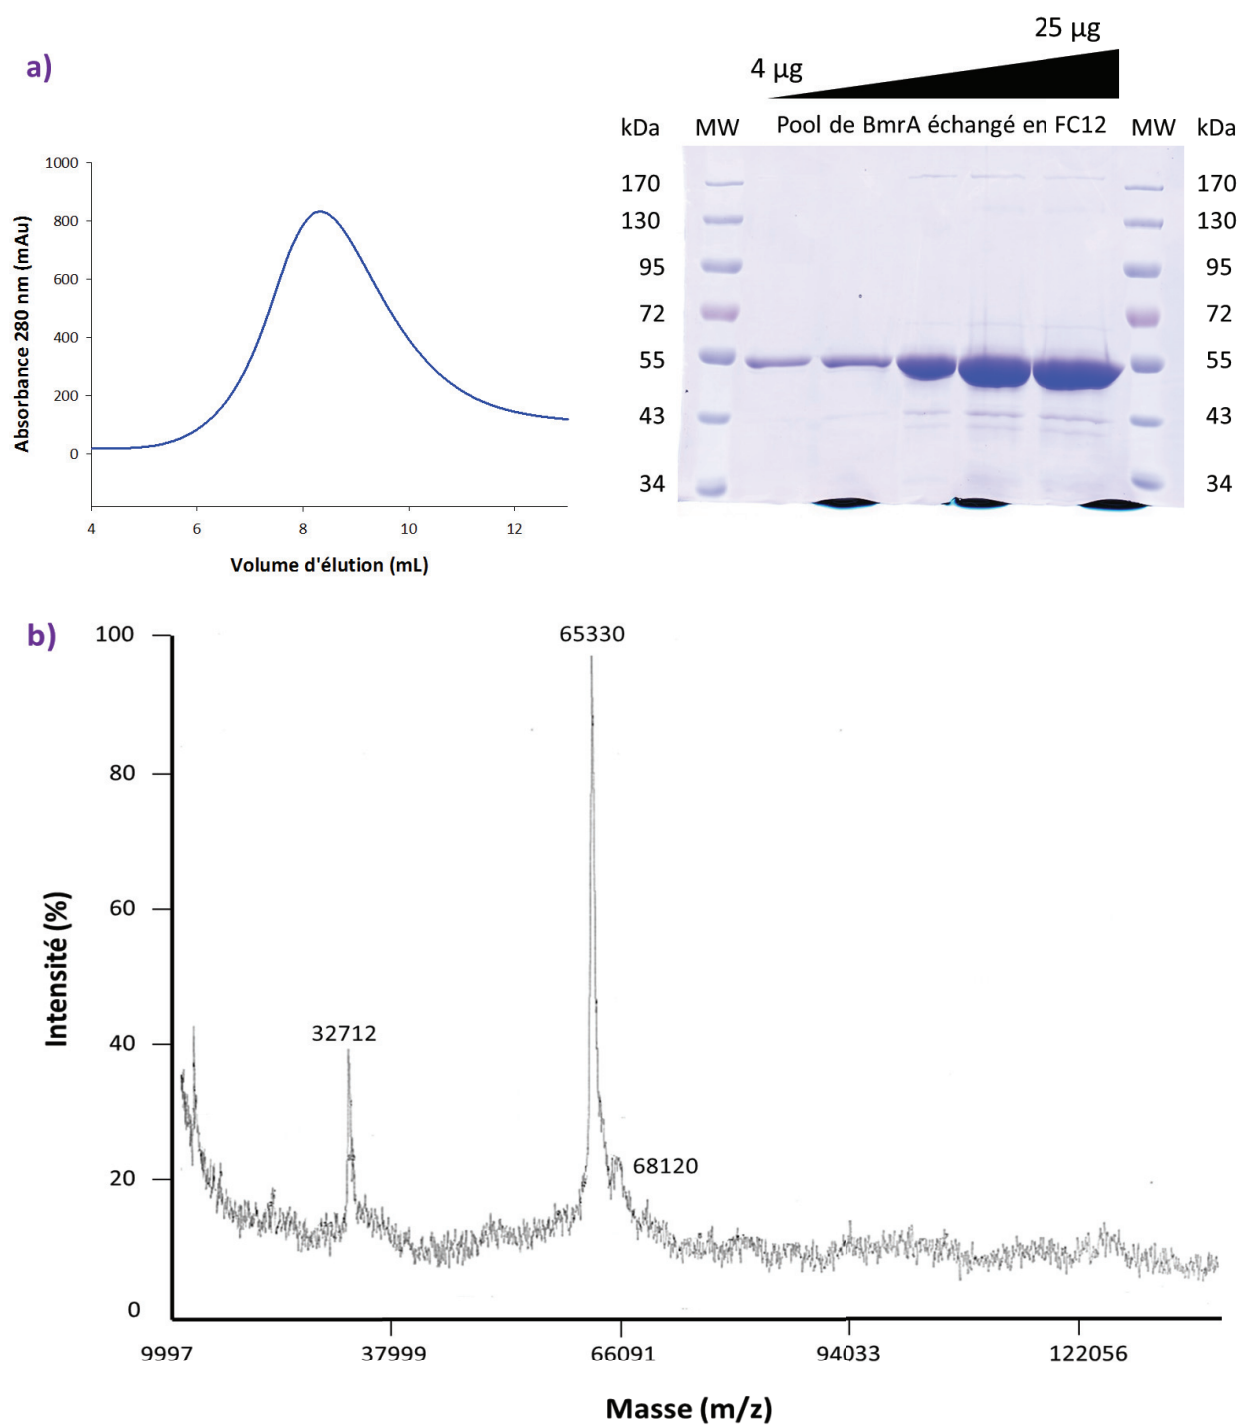 a)
25 µg
4 µg
kDa MW Pool de BmrA échangé en FC12 MW kDa
170 170
130 130
95 95
72 72
55 55
43 43
34 34
Absorbance 280 nm (mAu)
1000
800
600
400
200
0
4 6 8 10 12
Volume d'élution (mL)
b)
Intensité (%)
100
80
60
40
20
0
65330
32712
68120
9997 37999 66091 94033 122056
Masse (m/z)